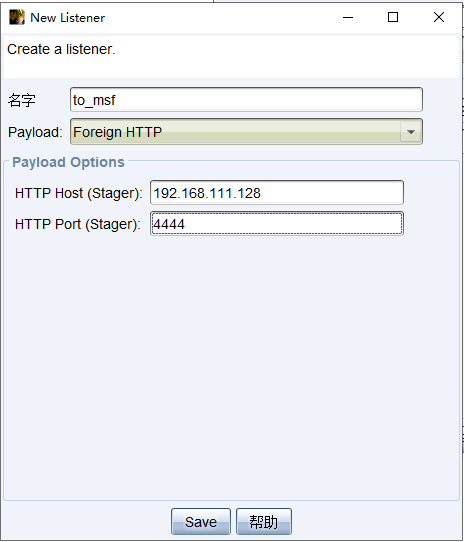 New Listener
Create a listener.
名字 to_msf
Payload: Foreign HTTP
Payload Options
HTTP Host (Stager): 192.168.111.128
HTTP Port (Stager): 4444
Save 帮助